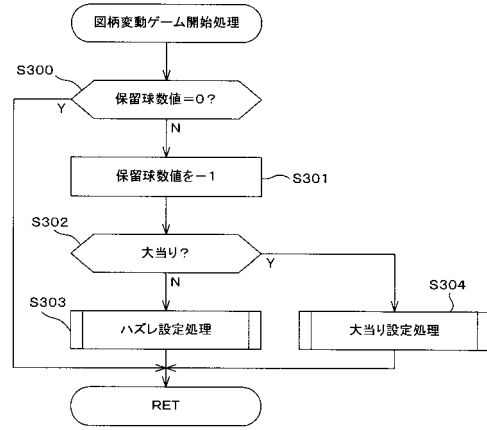 図柄変動ゲーム開始処理
S300
保留球数値=0?
Y
N
保留球数値を-1
S301
S302
大当り?
Y
N
S303
ハズレ設定処理
S304
大当り設定処理
RET